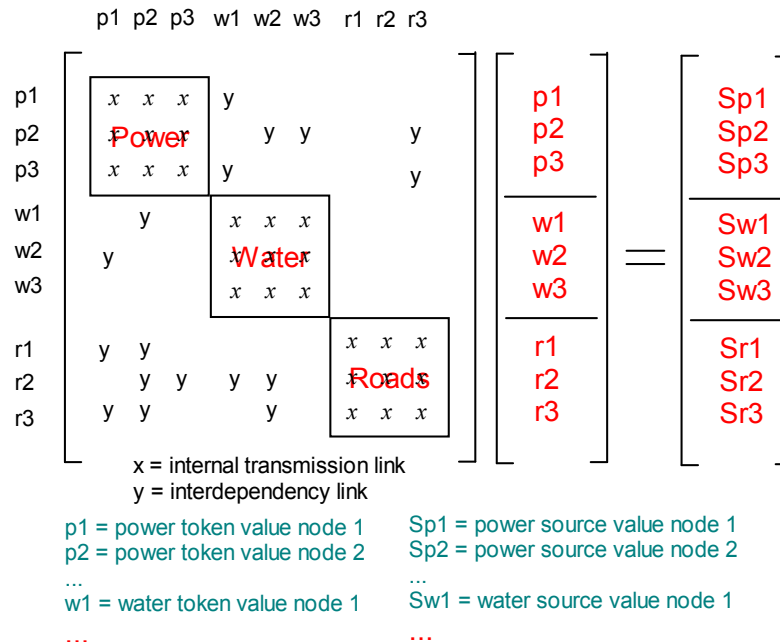 p1 p2 p3 w1 w2 w3 r1 r2 r3
p1 x x x y p1 Sp1
p2 x x x Power y y y p2 Sp2
p3 x x x y y p3 Sp3
w1 y x x x w1 Sw1
w2 y x x x Water w2 = Sw2
w3 x x x w3 Sw3
r1 y y x x x r1 Sr1
r2 y y y y x x x Roads r2 Sr2
r3 y y y x x x r3 Sr3
x = internal transmission link
y = interdependency link
p1 = power token value node 1 Sp1 = power source value node 1
p2 = power token value node 2 Sp2 = power source value node 2
... ...
w1 = water token value node 1 Sw1 = water source value node 1
... ...